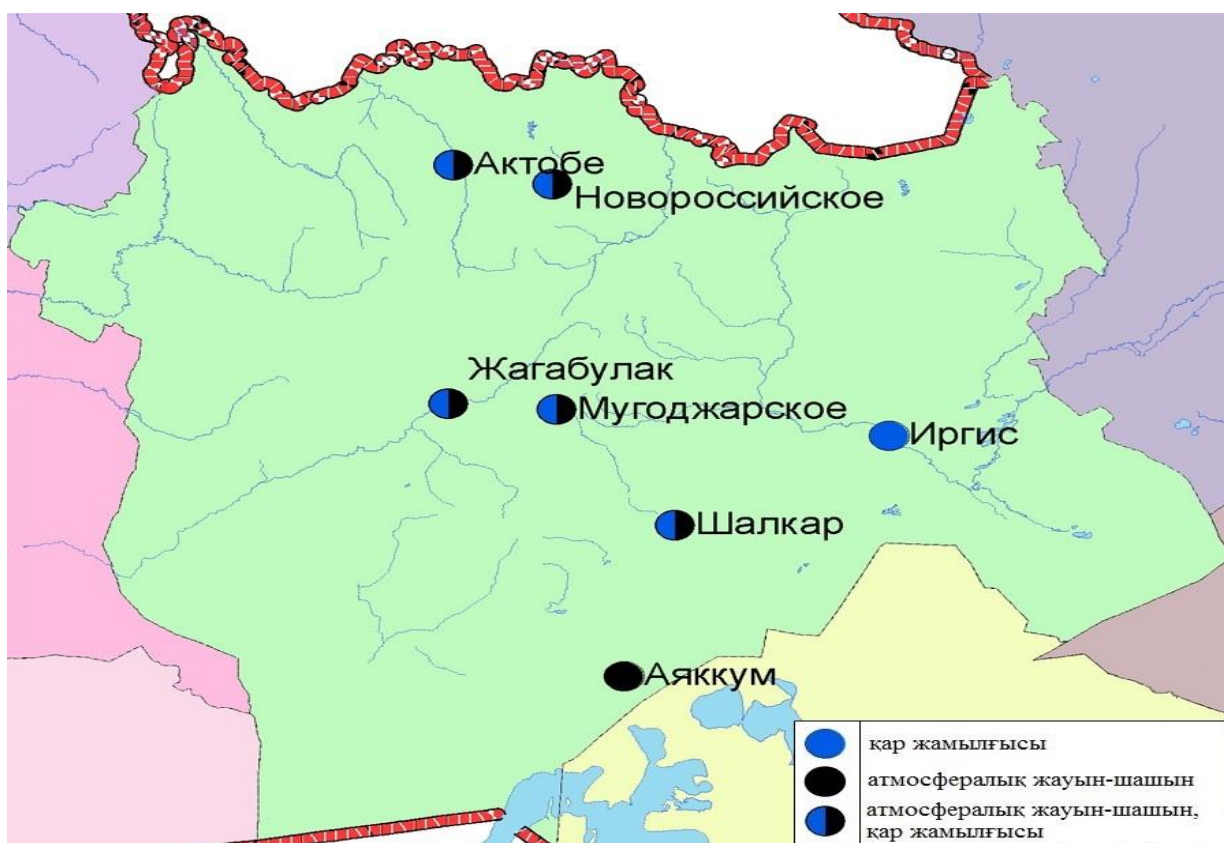 Актобе
Новороссийское
Жагабулак
Мугоджарское
Иргис
Шалкар
Аяккум
қар жамылғысы
атмосфералық жауын-шашын
атмосфералық жауын-шашын,
қар жамылғысы